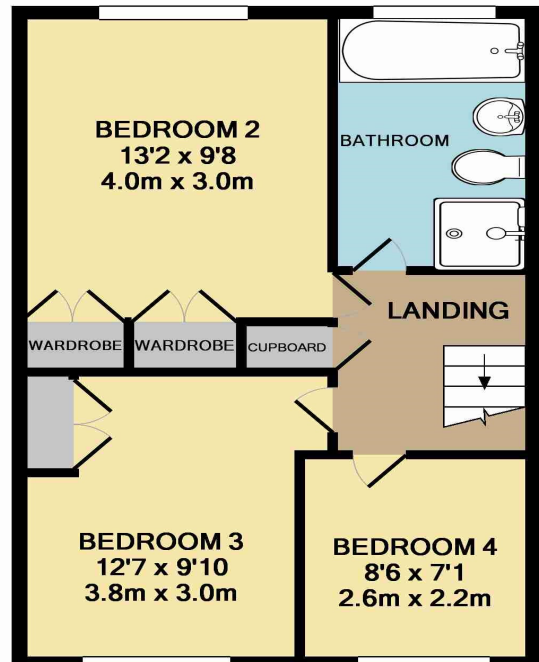 BEDROOM 2
13'2 x 9'8
4.0m x 3.0m
BATHROOM
LANDING
WARDROBE
WARDROBE
CUPBOARD
BEDROOM 3
12'7 x 9'10
3.8m x 3.0m
BEDROOM 4
8'6 x 7'1
2.6m x 2.2m